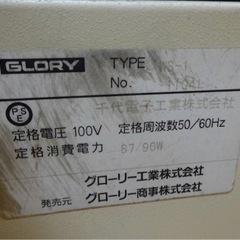 GLORY
TYPE
No.
PSE
千代電子工業株式会社
定格電圧 100V 定格周波数50/60Hz
定格消費電力 87/96W
発売元 グローリー工業株式会社
グローリー商事株式会社